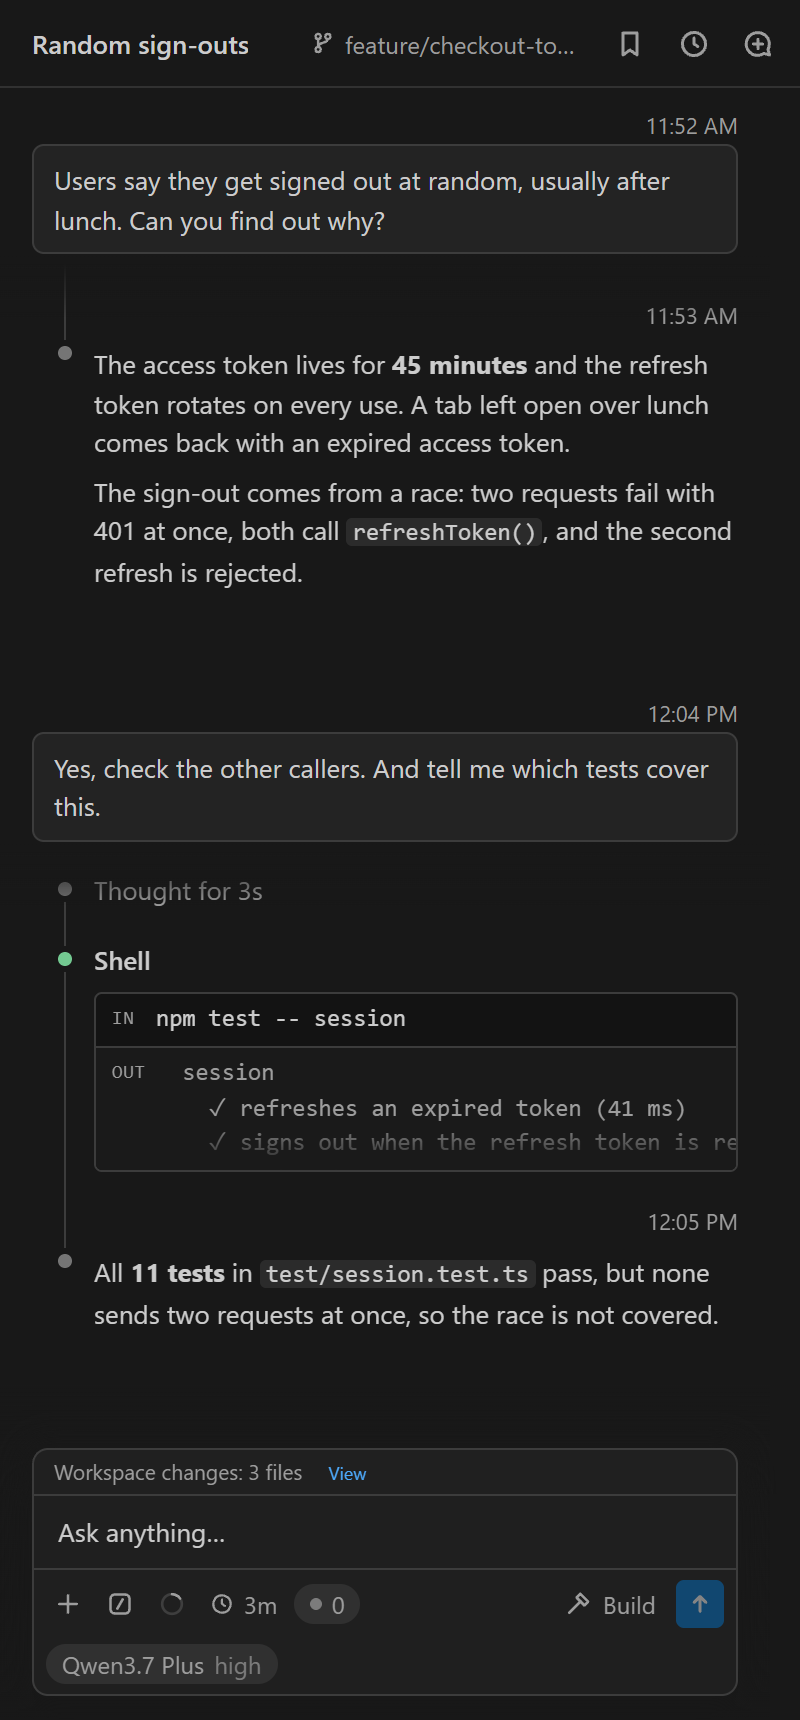 Random sign-outs
feature/checkout-to...
11:52 AM
Users say they get signed out at random, usually after
lunch. Can you find out why?
11:53 AM
The access token lives for 45 minutes and the refresh
token rotates on every use. A tab left open over lunch
comes back with an expired access token.
The sign-out comes from a race: two requests fail with
401 at once, both call refreshToken(), and the second
refresh is rejected.
12:04 PM
Yes, check the other callers. And tell me which tests cover
this.
Thought for 3s
Shell
IN npm test -- session
OUT session
✓ refreshes an expired token (41 ms)
✓ signs out when the refresh token is re
12:05 PM
All 11 tests in test/session.test.ts pass, but none
sends two requests at once, so the race is not covered.
Workspace changes: 3 files View
Ask anything...
3m 0 Build
Qwen3.7 Plus high